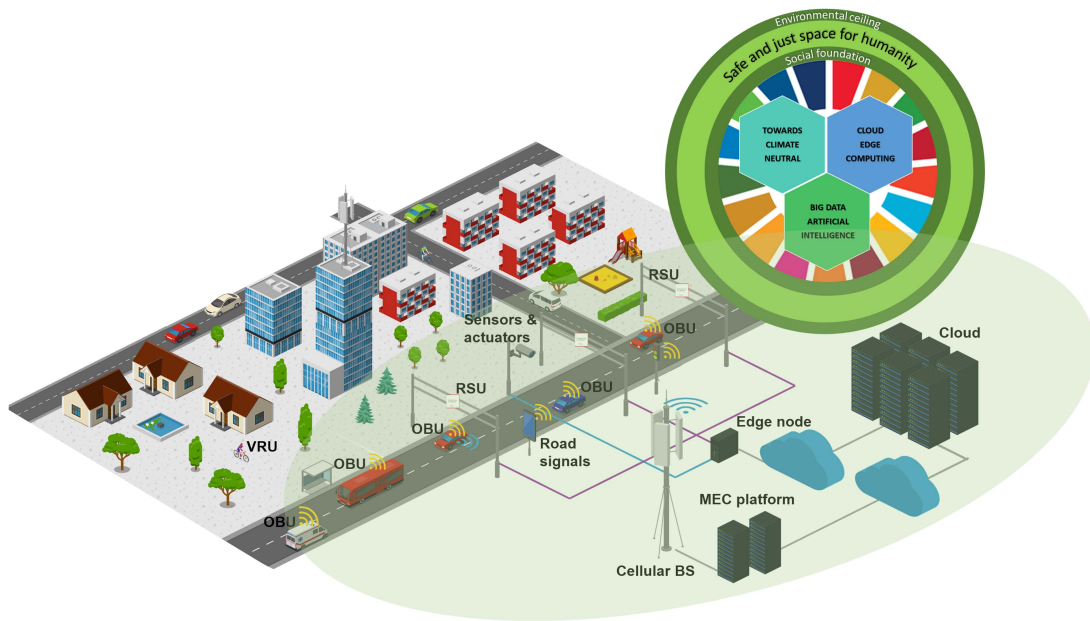 Environmental ceiling
Safe and just space for humanity
Social foundation
TOWARDS
CLIMATE
NEUTRAL
CLOUD
EDGE
COMPUTING
BIG DATA
ARTIFICIAL
INTELLIGENCE
RSU
Sensors &
actuators
OBU
Cloud
RSU
OBU
OBU
Edge node
VRU
Road
signals
OBU
MEC platform
OBU
Cellular BS